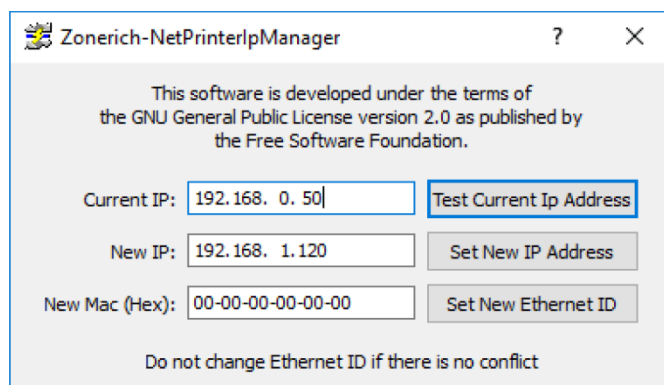 Zonerich-NetPrinterIpManager ? ×
This software is developed under the terms of
the GNU General Public License version 2.0 as published by
the Free Software Foundation.
Current IP: 192.168. 0. 50 Test Current Ip Address
New IP: 192.168. 1.120 Set New IP Address
New Mac (Hex): 00-00-00-00-00-00 Set New Ethernet ID
Do not change Ethernet ID if there is no conflict